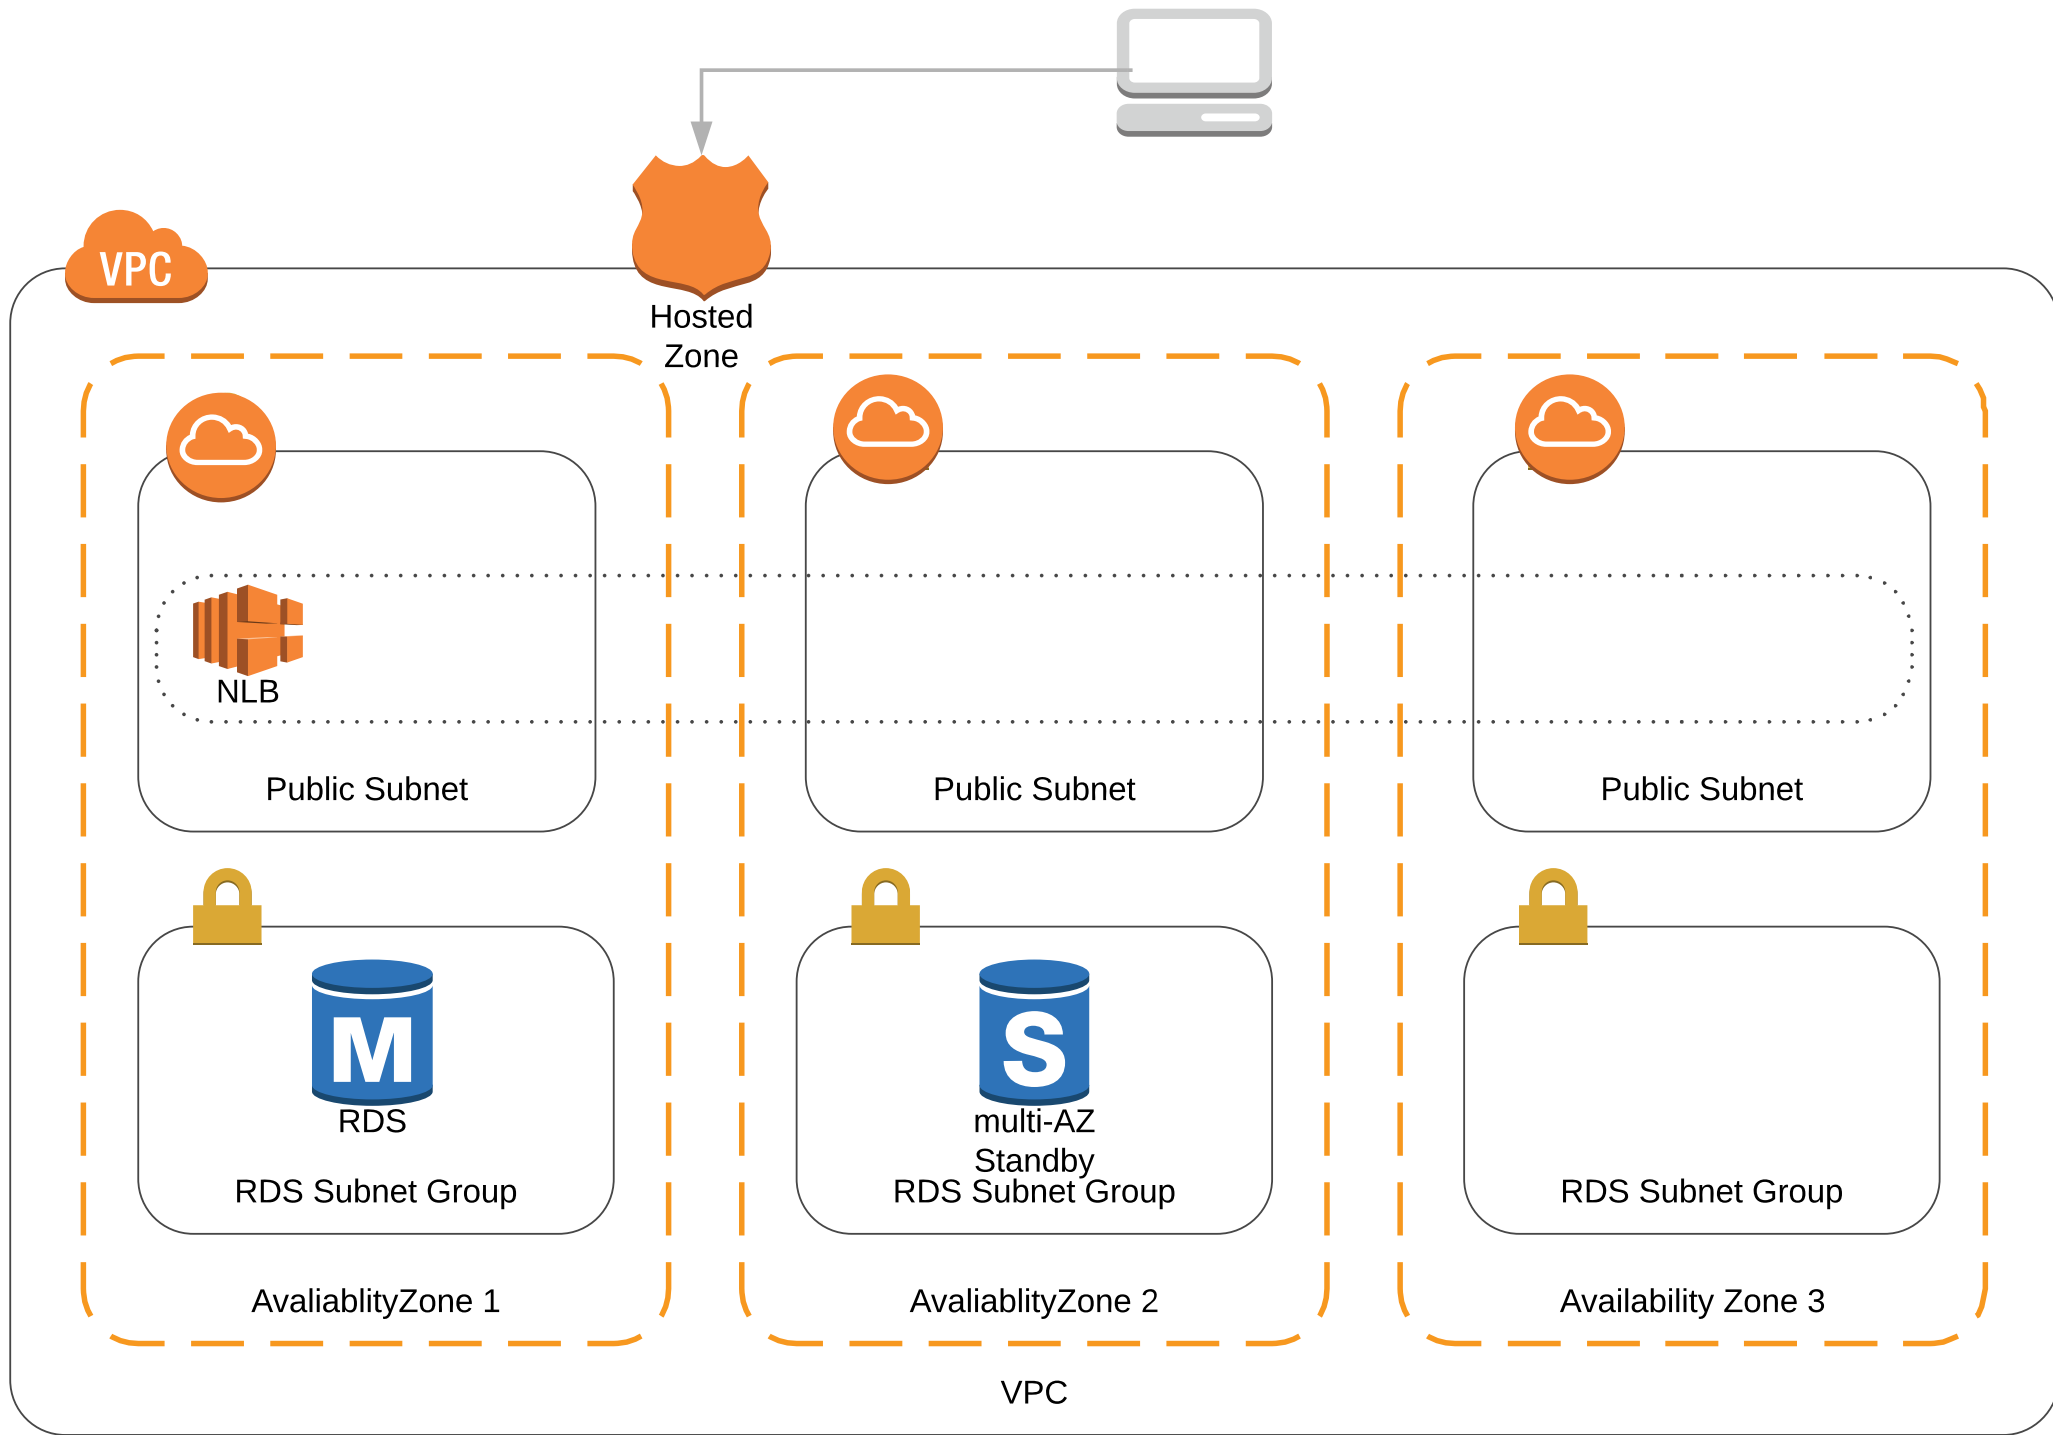 VPC
Hosted
Zone
NLB
Public Subnet
Public Subnet
Public Subnet
M
RDS
RDS Subnet Group
S
multi-AZ
Standby
RDS Subnet Group
RDS Subnet Group
AvaliablityZone 1
AvaliablityZone 2
Availability Zone 3
VPC